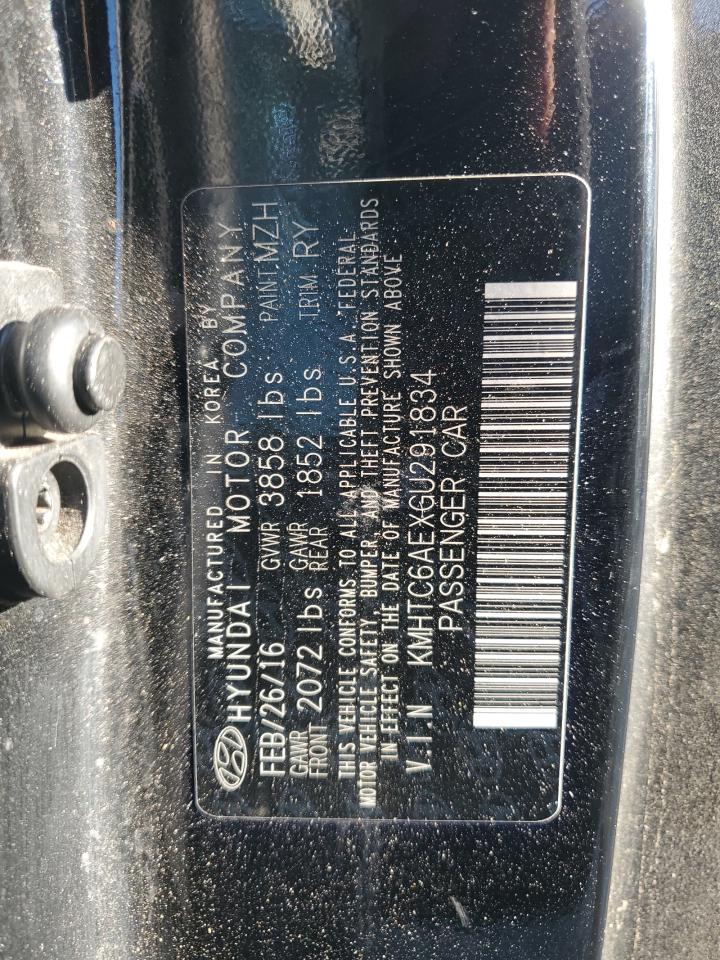 MANUFACTURED IN KOREA BY
HYUNDAI MOTOR COMPANY
FEB/26/16 GVWR 3858 lbs PAINT MZH
GAWR FRONT 2072 lbs GAWR REAR 1852 lbs TRIM RY
THIS VEHICLE CONFORMS TO ALL APPLICABLE U.S.A. FEDERAL
MOTOR VEHICLE SAFETY, BUMPER, AND THEFT PREVENTION STANDARDS
IN EFFECT ON THE DATE OF MANUFACTURE SHOWN ABOVE
V.I.N KMHTC6AEXGU291834
PASSENGER CAR